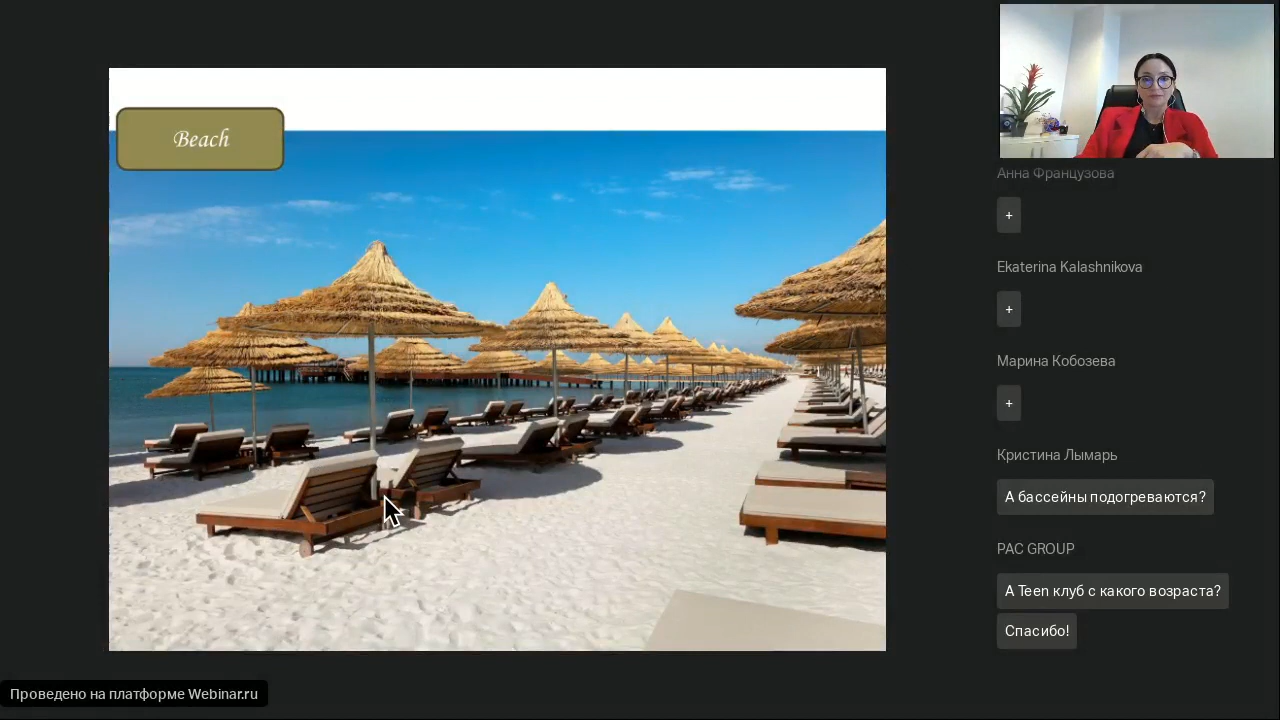 Beach
Анна Французова
+
Ekaterina Kalashnikova
+
Марина Кобозева
+
Кристина Лымарь
А бассейны подогреваются?
PAC GROUP
А Teen клуб с какого возраста?
Спасибо!
Проведено на платформе Webinar.ru